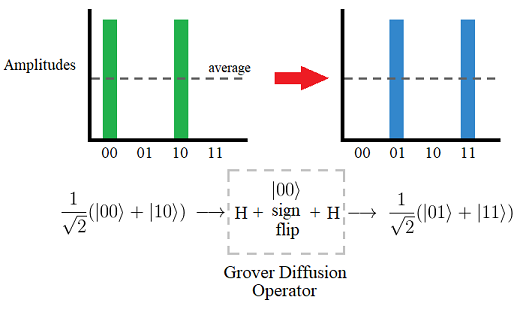 Amplitudes
average
00 01 10 11
00 01 10 11
1/√2(|00⟩ + |10⟩) ⟶ H + |00⟩ sign flip + H ⟶ 1/√2(|01⟩ + |11⟩)
Grover Diffusion
Operator